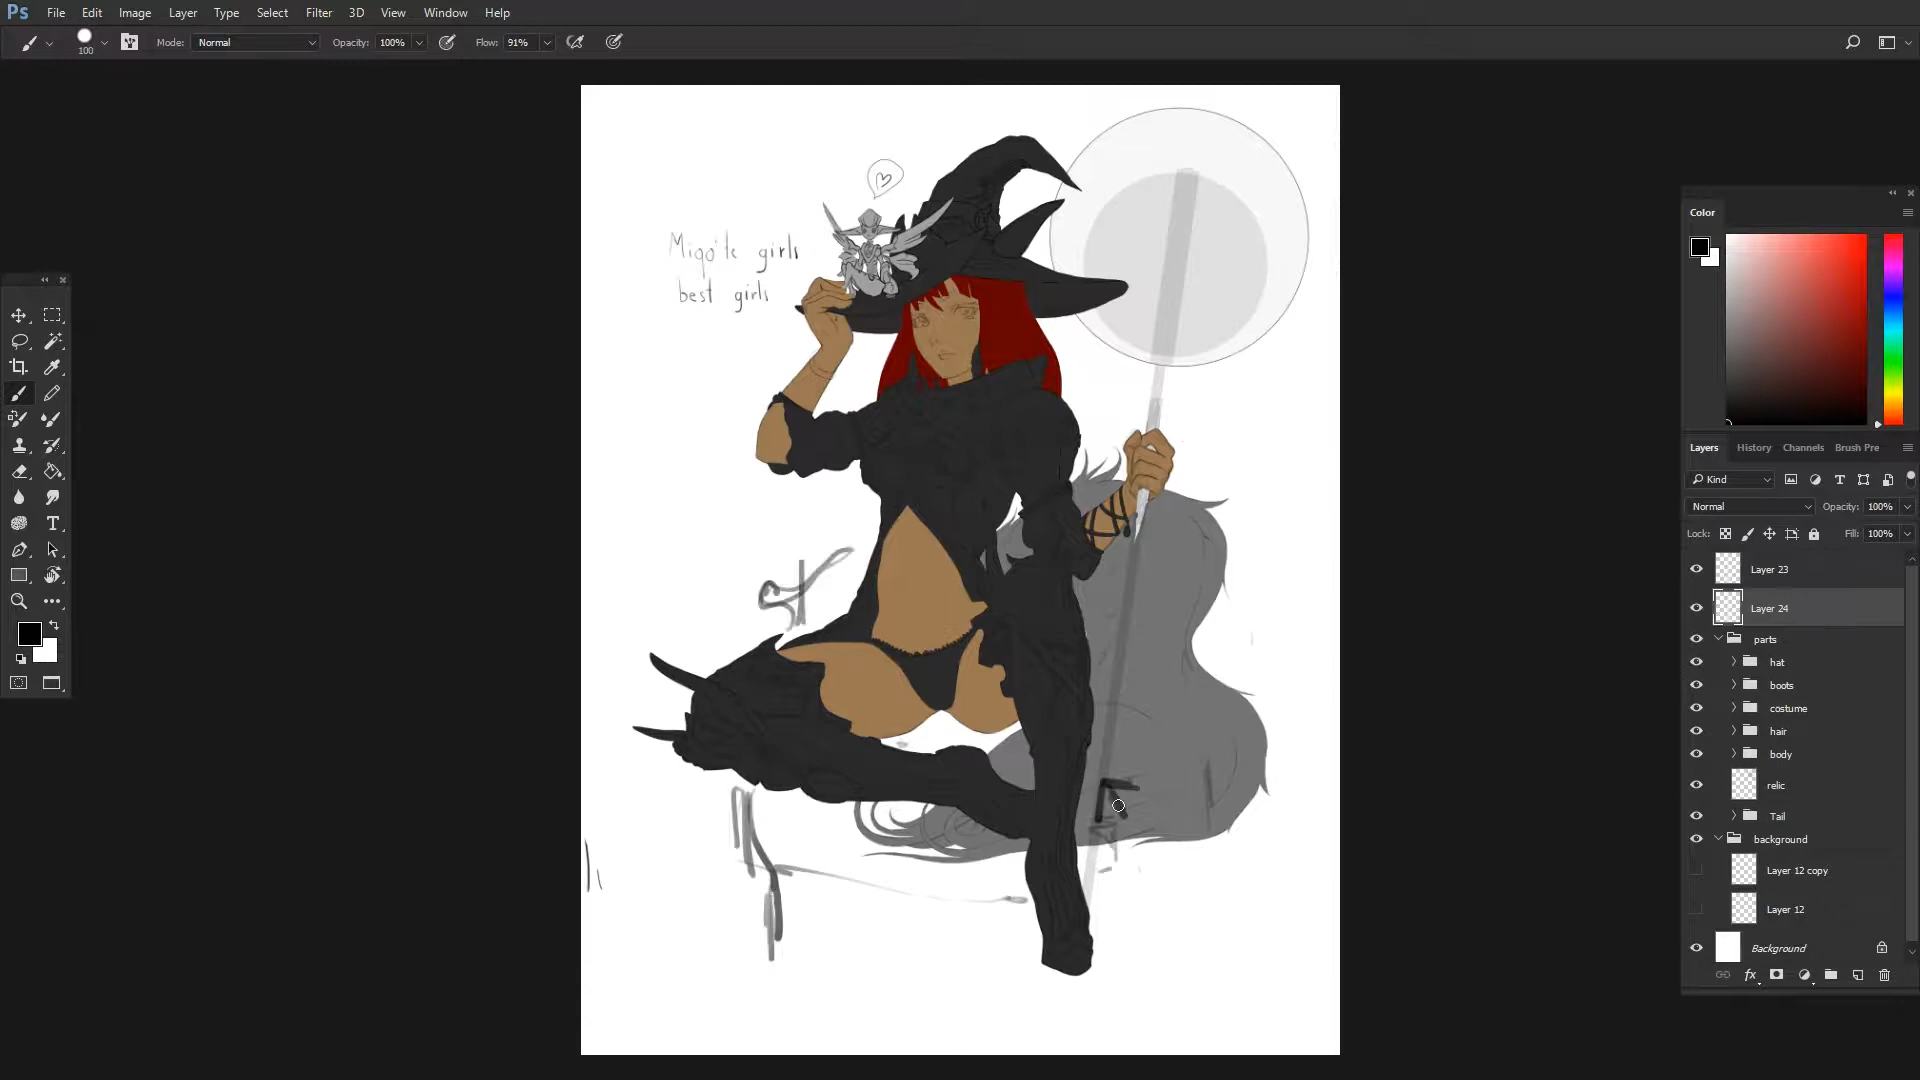 Ps File Edit Image Layer Type Select Filter 3D View Window Help
100 Mode: Normal Opacity: 100% Flow: 91%
Miqo'te girls
best girls
Color
Layers History Channels Brush Pre
Kind
Normal Opacity: 100%
Lock: Fill: 100%
Layer 23
Layer 24
parts
hat
boots
costume
hair
body
relic
Tail
background
Layer 12 copy
Layer 12
Background